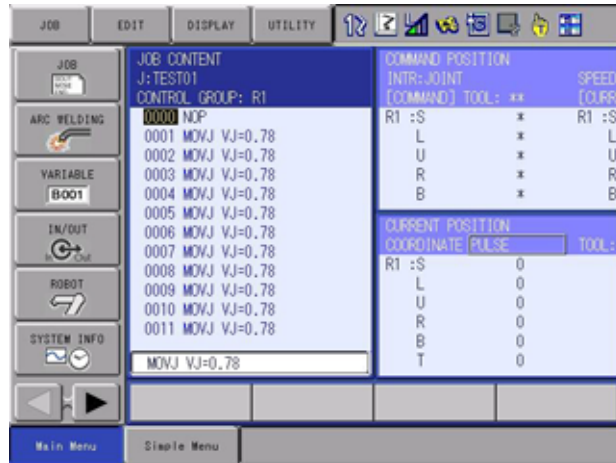 JOB EDIT DISPLAY UTILITY
JOB
ARC WELDING
VARIABLE
B001
IN/OUT
In Out
ROBOT
SYSTEM INFO
JOB CONTENT
J:TEST01
CONTROL GROUP: R1
0000 NOP
0001 MOVJ VJ=0.78
0002 MOVJ VJ=0.78
0003 MOVJ VJ=0.78
0004 MOVJ VJ=0.78
0005 MOVJ VJ=0.78
0006 MOVJ VJ=0.78
0007 MOVJ VJ=0.78
0008 MOVJ VJ=0.78
0009 MOVJ VJ=0.78
0010 MOVJ VJ=0.78
0011 MOVJ VJ=0.78
MOVJ VJ=0.78
COMMAND POSITION
INTR:JOINT SPEED
[COMMAND] TOOL: ** [CURR
R1 :S * R1 :S
L * L
U * U
R * R
B * B
CURRENT POSITION
COORDINATE PULSE TOOL:
R1 :S 0
L 0
U 0
R 0
B 0
T 0
Main Menu Simple Menu